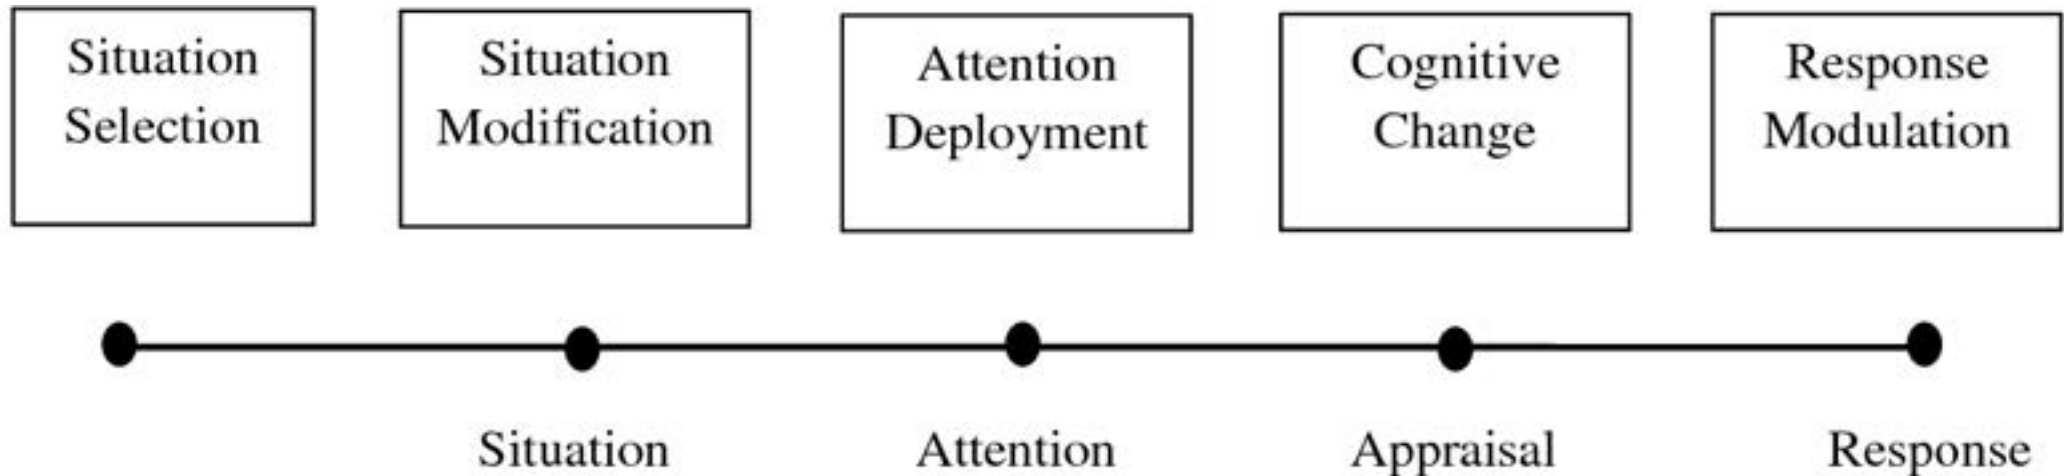 Situation
Selection
Situation
Modification
Attention
Deployment
Cognitive
Change
Response
Modulation
Situation
Attention
Appraisal
Response